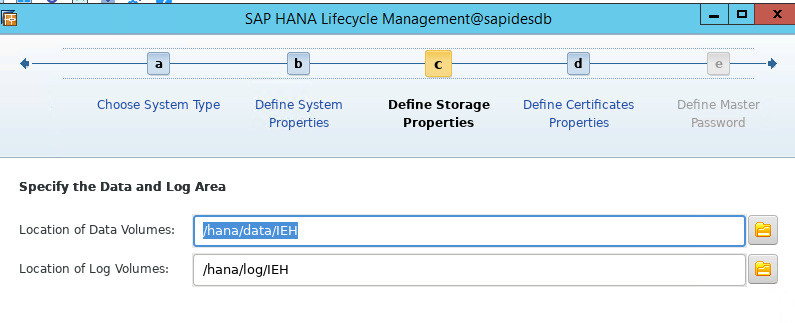 SAP HANA Lifecycle Management@sapidesdb
a b c d e
Choose System Type Define System Define Storage Define Certificates Define Master
Properties Properties Properties Password
Specify the Data and Log Area
Location of Data Volumes: /hana/data/IEH
Location of Log Volumes: /hana/log/IEH